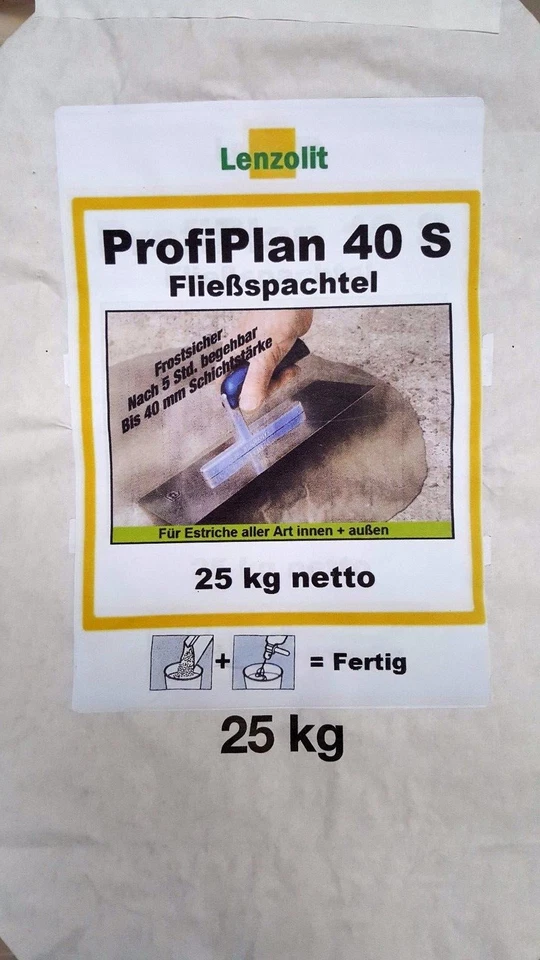 Lenzolit
ProfiPlan 40 S
Fließspachtel
Frostsicher
Nach 5 Std. begehbar
Bis 40 mm Schichtstärke
Für Estriche aller Art innen + außen
25 kg netto
+ = Fertig
25 kg